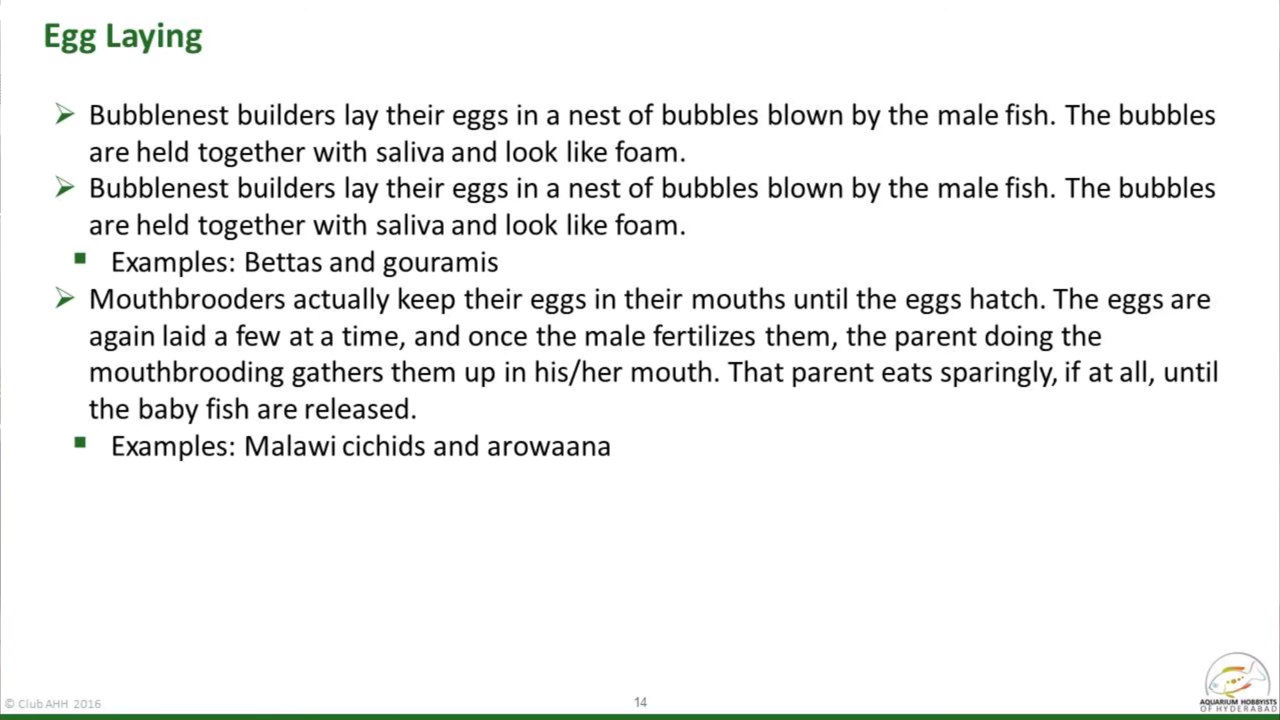 Egg Laying
Bubblenest builders lay their eggs in a nest of bubbles blown by the male fish. The bubbles
are held together with saliva and look like foam.
Bubblenest builders lay their eggs in a nest of bubbles blown by the male fish. The bubbles
are held together with saliva and look like foam.
Examples: Bettas and gouramis
Mouthbrooders actually keep their eggs in their mouths until the eggs hatch. The eggs are
again laid a few at a time, and once the male fertilizes them, the parent doing the
mouthbrooding gathers them up in his/her mouth. That parent eats sparingly, if at all, until
the baby fish are released.
Examples: Malawi cichids and arowaana
© Club AHH 2016
14
AQUARIUM HOBBYISTS
OF HYDERABAD